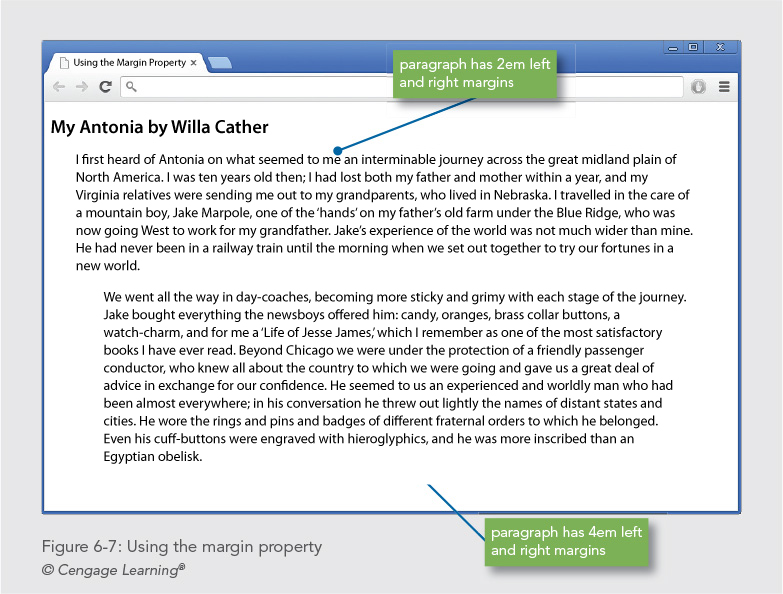 Using the Margin Property ×
paragraph has 2em left
and right margins
My Antonia by Willa Cather
I first heard of Antonia on what seemed to me an interminable journey across the great midland plain of
North America. I was ten years old then; I had lost both my father and mother within a year, and my
Virginia relatives were sending me out to my grandparents, who lived in Nebraska. I travelled in the care of
a mountain boy, Jake Marpole, one of the ‘hands’ on my father’s old farm under the Blue Ridge, who was
now going West to work for my grandfather. Jake’s experience of the world was not much wider than mine.
He had never been in a railway train until the morning when we set out together to try our fortunes in a
new world.
We went all the way in day-coaches, becoming more sticky and grimy with each stage of the journey.
Jake bought everything the newsboys offered him: candy, oranges, brass collar buttons, a
watch-charm, and for me a ‘Life of Jesse James,’ which I remember as one of the most satisfactory
books I have ever read. Beyond Chicago we were under the protection of a friendly passenger
conductor, who knew all about the country to which we were going and gave us a great deal of
advice in exchange for our confidence. He seemed to us an experienced and worldly man who had
been almost everywhere; in his conversation he threw out lightly the names of distant states and
cities. He wore the rings and pins and badges of different fraternal orders to which he belonged.
Even his cuff-buttons were engraved with hieroglyphics, and he was more inscribed than an
Egyptian obelisk.
paragraph has 4em left
and right margins
Figure 6-7: Using the margin property
© Cengage Learning®